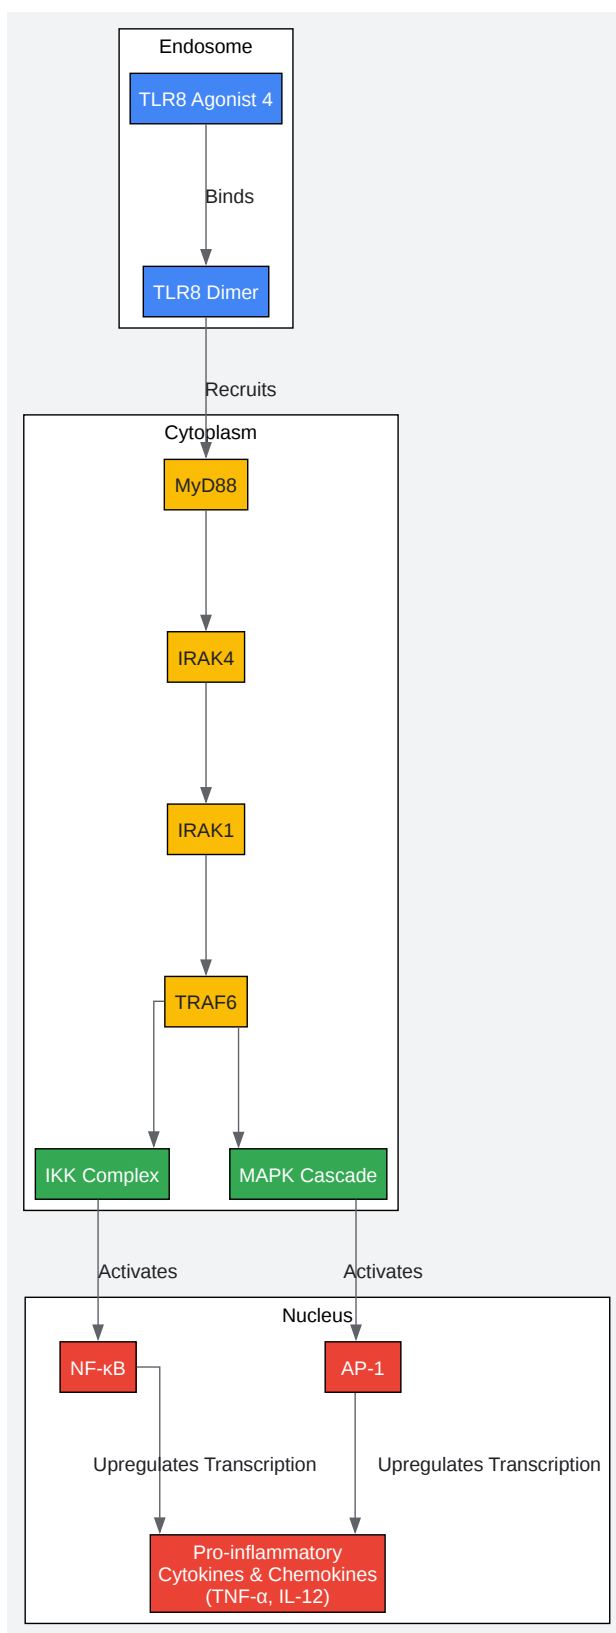 Endosome
TLR8 Agonist 4
Binds
TLR8 Dimer
Recruits
Cytoplasm
MyD88
IRAK4
IRAK1
TRAF6
IKK Complex
MAPK Cascade
Activates
Activates
Nucleus
NF-κB
AP-1
Upregulates Transcription
Upregulates Transcription
Pro-inflammatory
Cytokines & Chemokines
(TNF-α, IL-12)